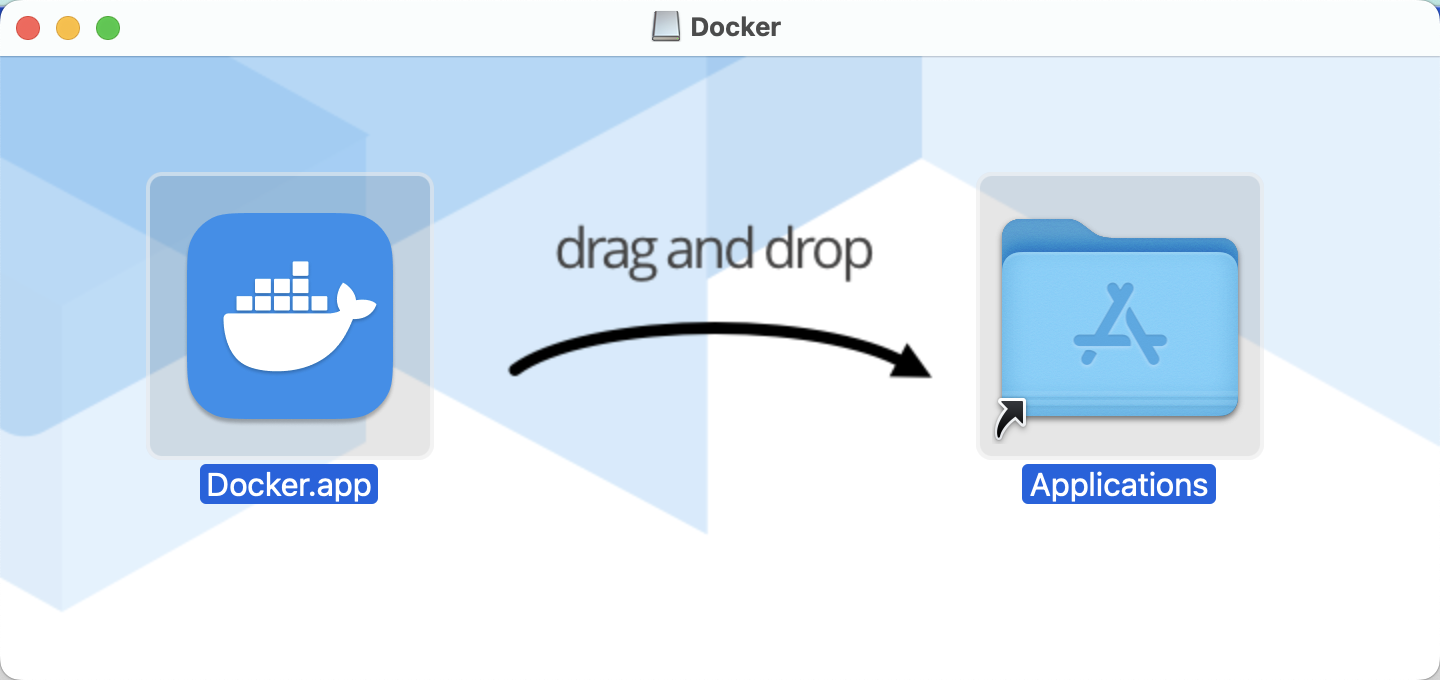 Docker
drag and drop
Docker.app
Applications